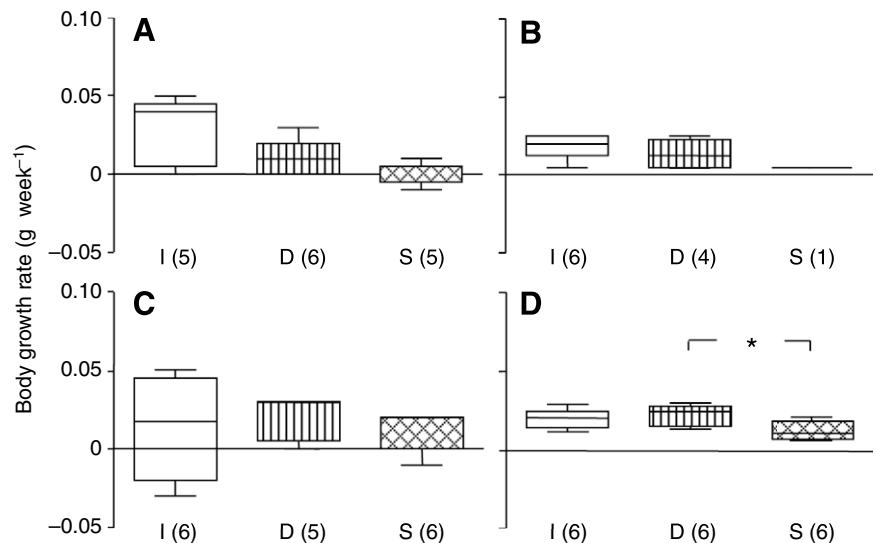 Body growth rate (g week⁻¹)
A
0.10
0.05
0
–0.05
I (5) D (6) S (5)
B
I (6) D (4) S (1)
C
0.10
0.05
0
–0.05
I (6) D (5) S (6)
D
*
I (6) D (6) S (6)